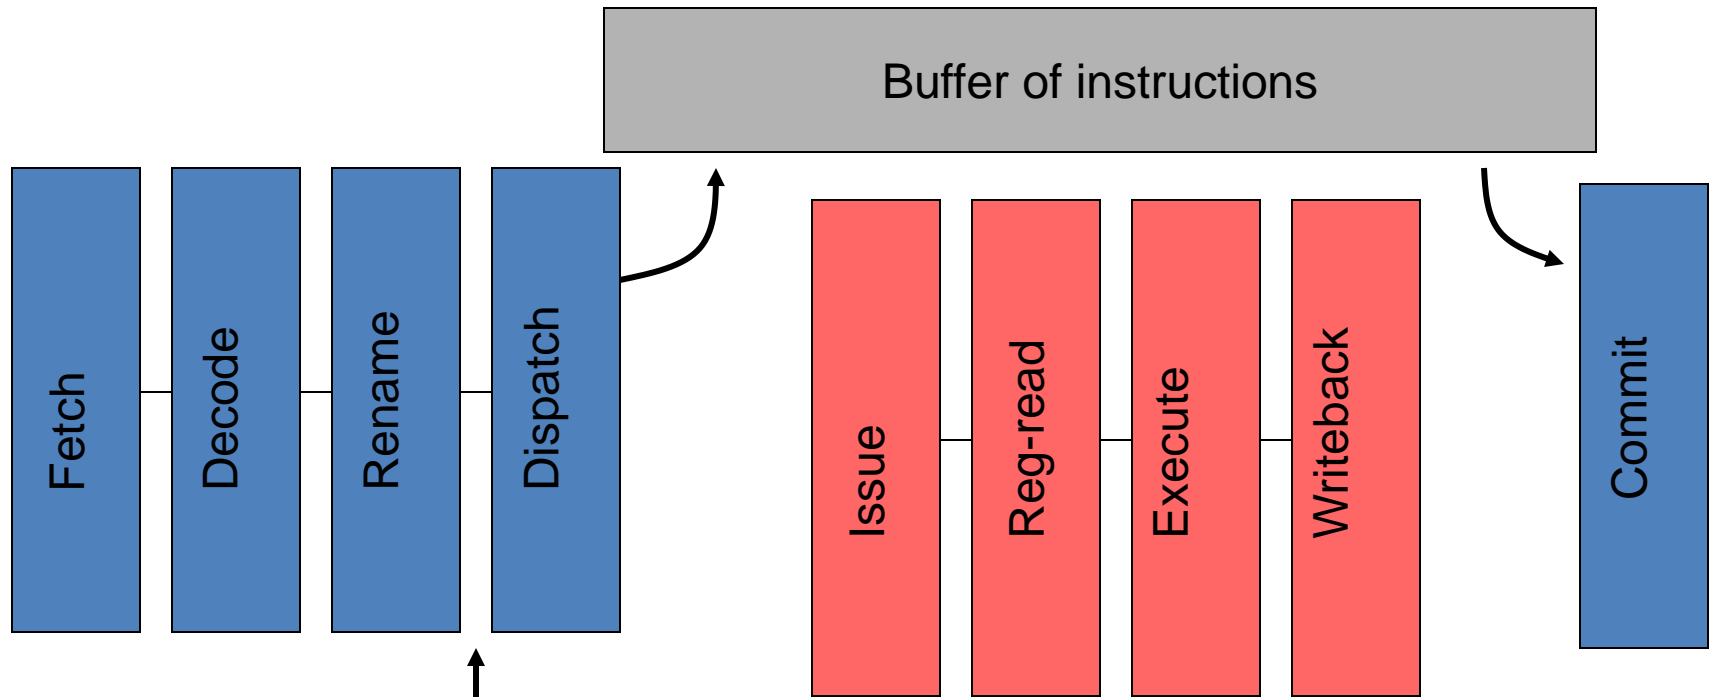 Buffer of instructions
Fetch
Decode
Rename
Dispatch
Issue
Reg-read
Execute
Writeback
Commit